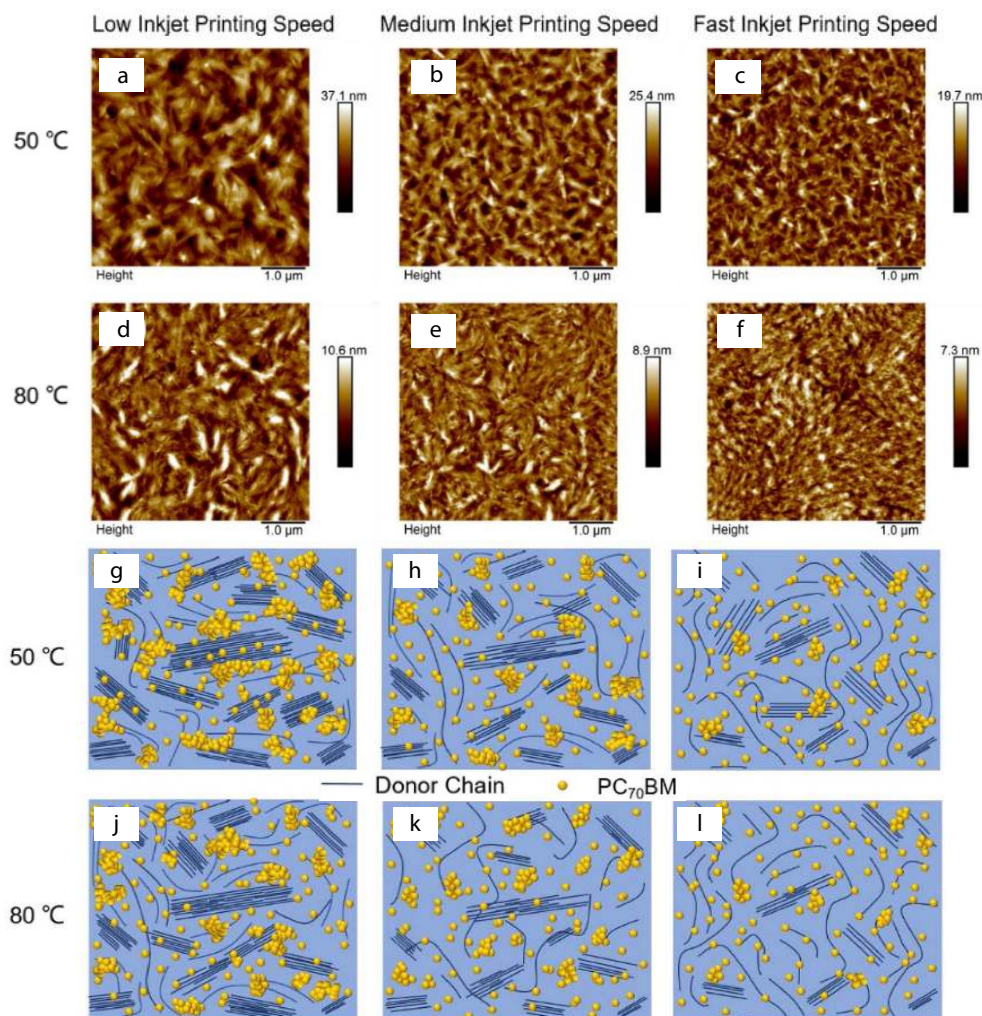 Low Inkjet Printing Speed Medium Inkjet Printing Speed Fast Inkjet Printing Speed
50 ℃
a
37.1 nm
Height
1.0 µm
b
25.4 nm
Height
1.0 µm
c
19.7 nm
Height
1.0 µm
80 ℃
d
10.6 nm
Height
1.0 µm
e
8.9 nm
Height
1.0 µm
f
7.3 nm
Height
1.0 µm
50 ℃
g
h
i
Donor Chain PC₇₀BM
80 ℃
j
k
l